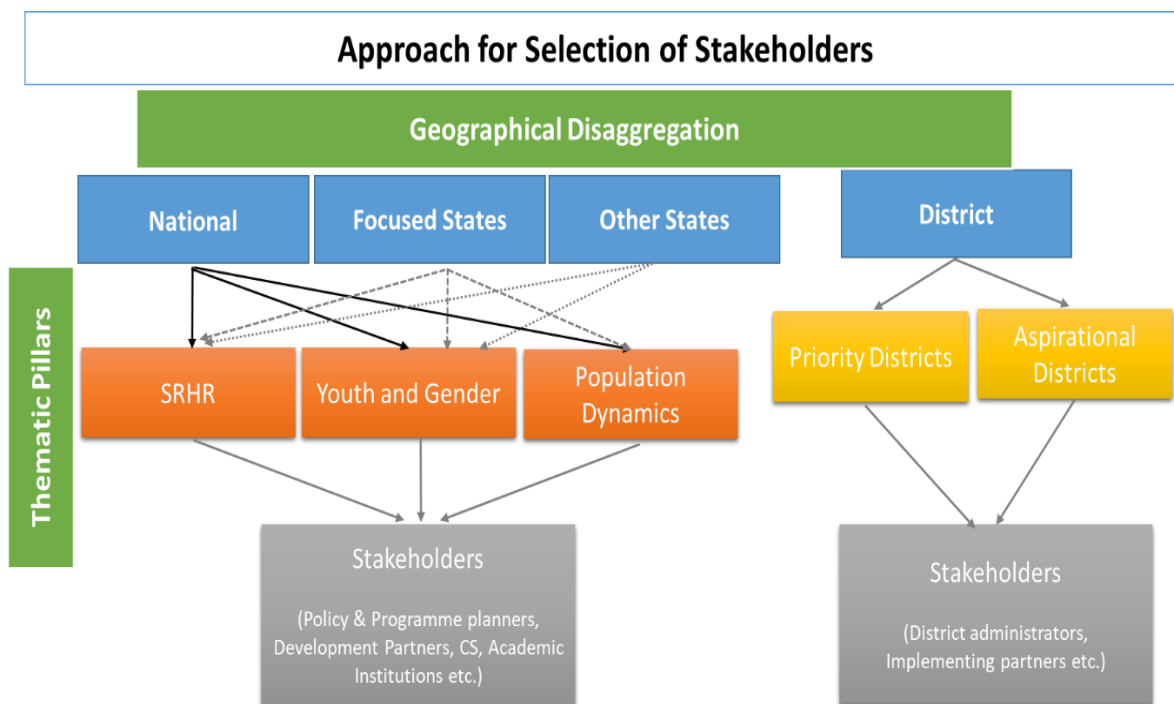 Approach for Selection of Stakeholders
Geographical Disaggregation
National
Focused States
Other States
District
Thematic Pillars
SRHR
Youth and Gender
Population
Dynamics
Priority Districts
Aspirational
Districts
Stakeholders
(Policy & Programme planners,
Development Partners, CS, Academic
Institutions etc.)
Stakeholders
(District administrators,
Implementing partners etc.)